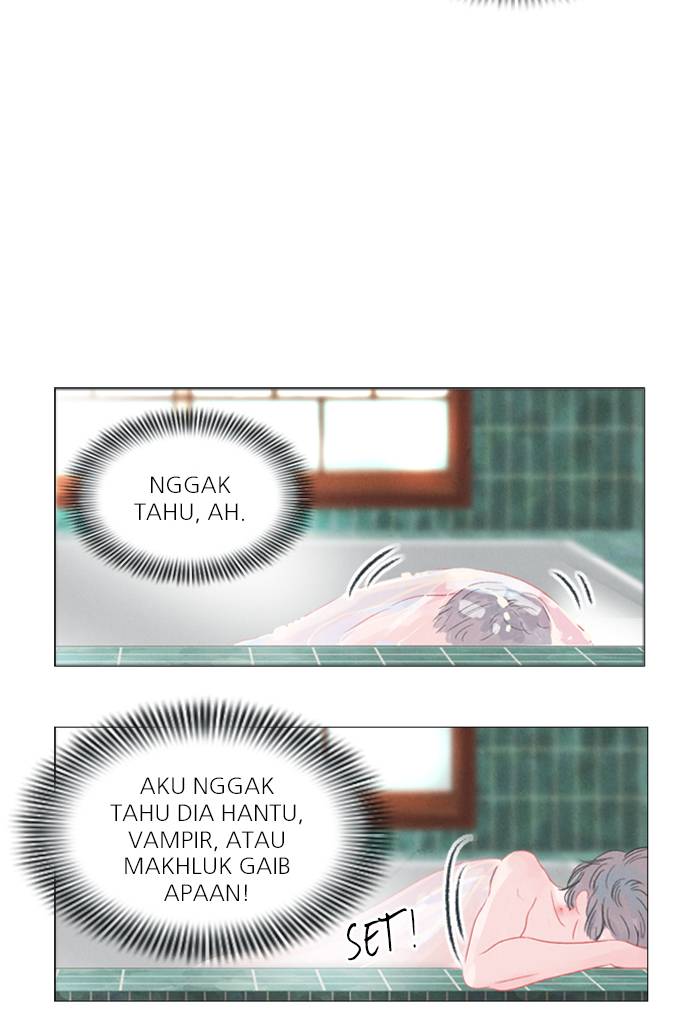 NGGAK
TAHU, AH.
AKU NGGAK
TAHU DIA HANTU,
VAMPIR, ATAU
MAKHLUK GAIB
APAAN!
SET!